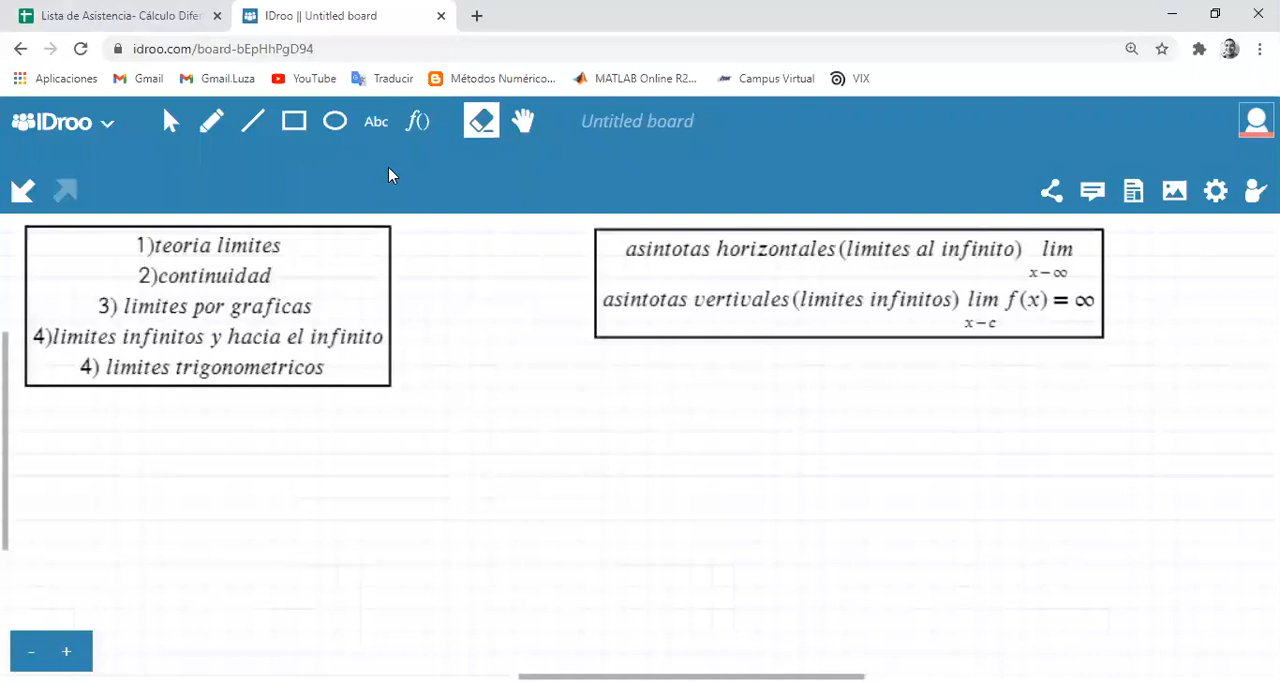 Lista de Asistencia- Cálculo Difer
IDroo || Untitled board
idroo.com/board-bEpHhPgD94
Aplicaciones Gmail Gmail.Luza YouTube Traducir Métodos Numérico... MATLAB Online R2... Campus Virtual VIX
IDroo Abc f() Untitled board
1)teoria limites
2)continuidad
3) limites por graficas
4)limites infinitos y hacia el infinito
4) limites trigonometricos
asintotas horizontales(limites al infinito) lim
x−∞
asintotas vertivales(limites infinitos) lim f(x) = ∞
x−c
- +